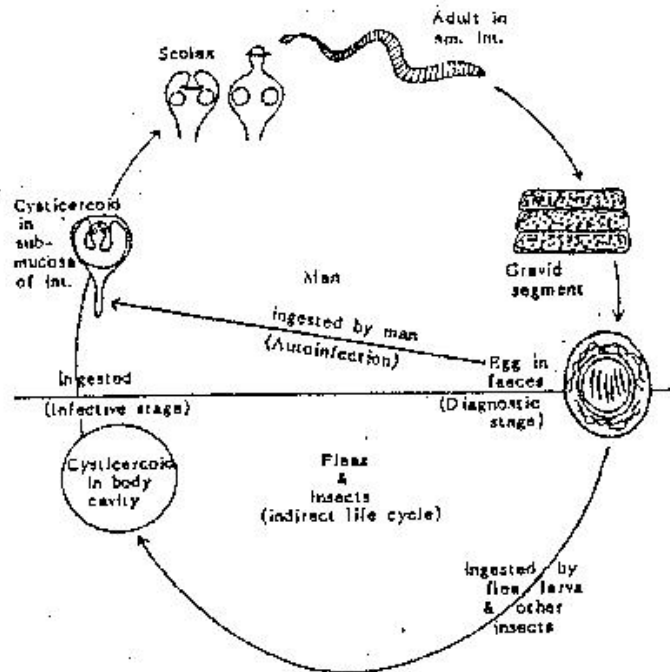 Adult in
sm. int.
Scolex
Cysticercoid
in
sub-
mucosa
of int.
Gravid
segment
Man
ingested by man
(Autoinfection)
Egg in
faeces
(Diagnostic
stage)
Ingested
(Infective stage)
Cysticercoid
in body
cavity
Fleas
&
Insects
(indirect life cycle)
Ingested by
flea larva
& other
insects